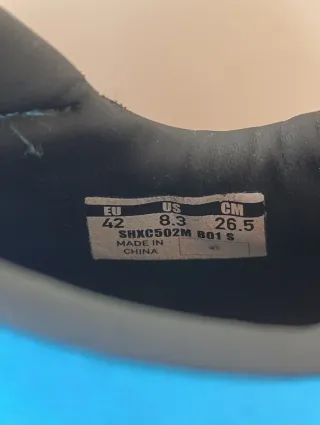 EU US CM
42 8.3 26.5
SHXC502M B01 S
MADE IN
CHINA